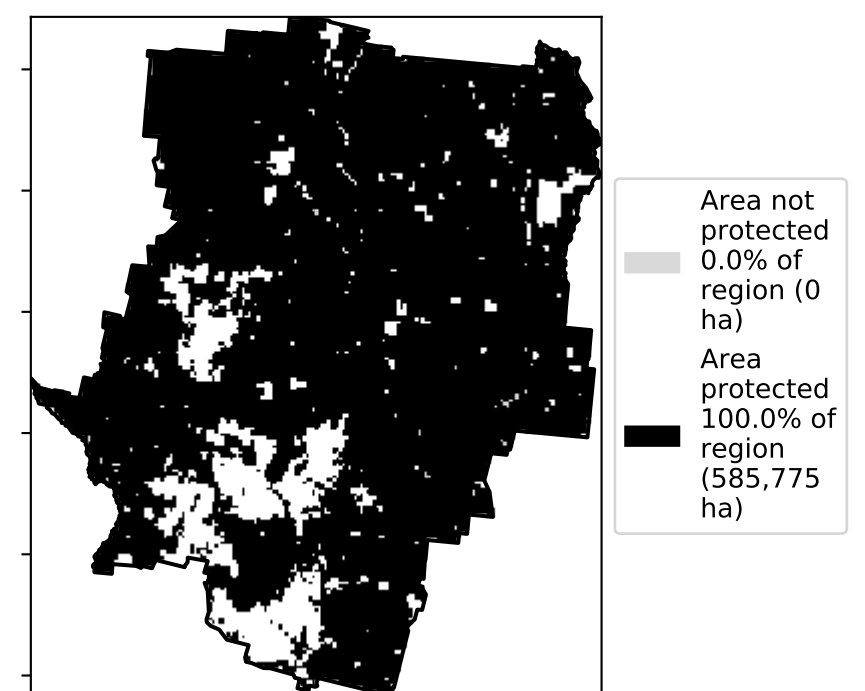 Area not
protected
0.0% of
region (0
ha)
Area
protected
100.0% of
region
(585,775
ha)